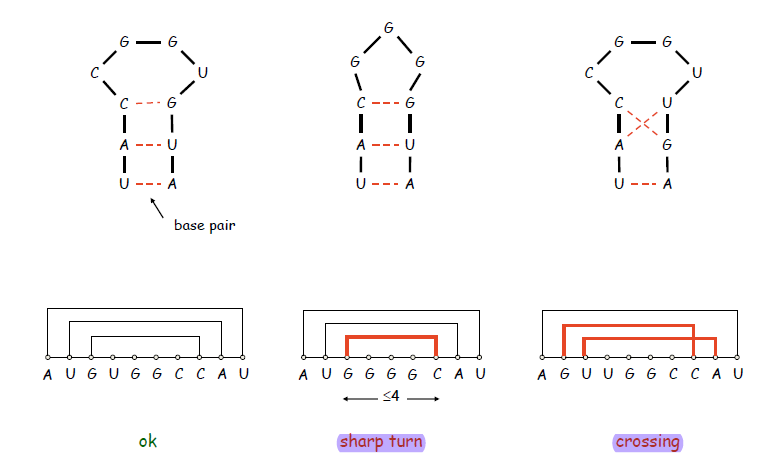 G G G G G
C U G G C U
C G C G C U
A U A U A G
U A U A U A
base pair
A U G U G G C C A U A U G G G G C A U A G U U G G C C A U
≤4
ok sharp turn crossing